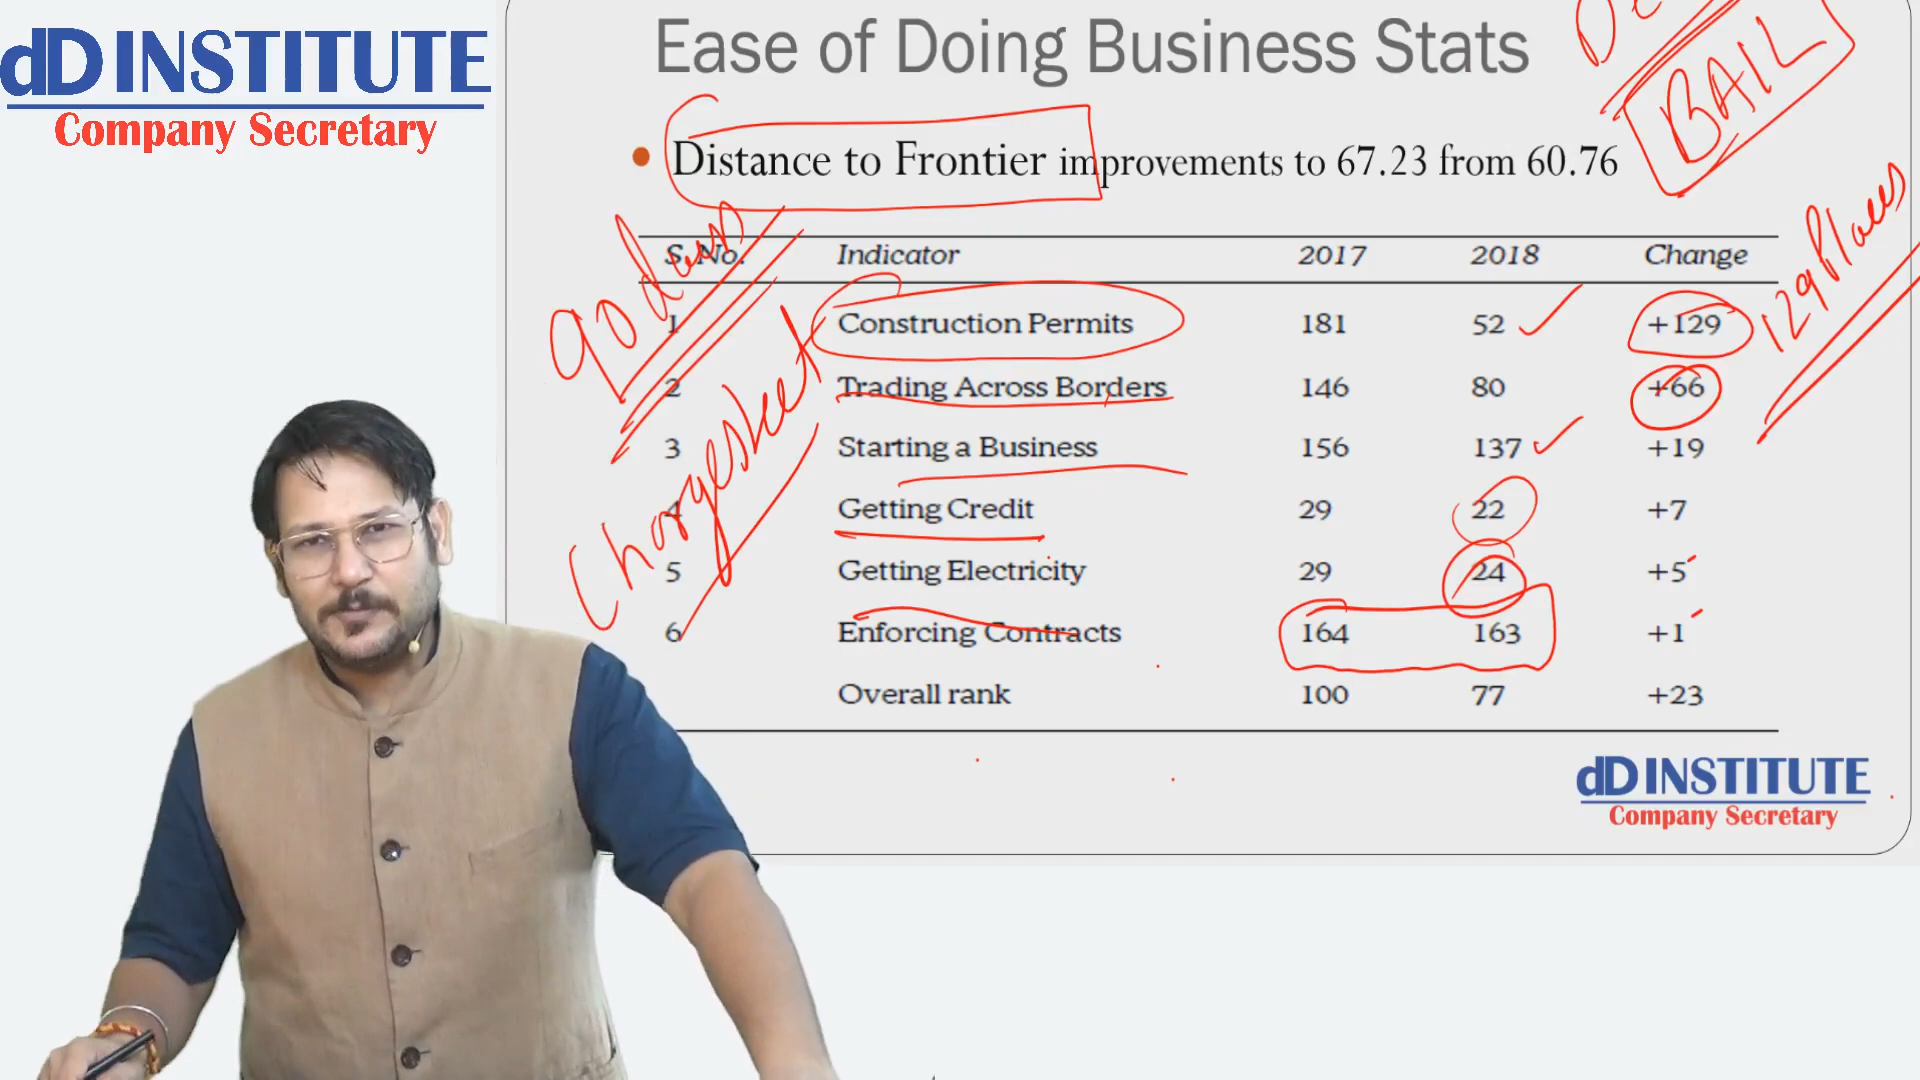 dD INSTITUTE
Company Secretary
Ease of Doing Business Stats
BAIL
• Distance to Frontier improvements to 67.23 from 60.76
90 days
129 Places
S. No. Indicator 2017 2018 Change
1 Construction Permits 181 52 +129
2 Trading Across Borders 146 80 +66
3 Starting a Business 156 137 +19
Chargesheet
4 Getting Credit 29 22 +7
5 Getting Electricity 29 24 +5
6 Enforcing Contracts 164 163 +1
Overall rank 100 77 +23
dD INSTITUTE
Company Secretary